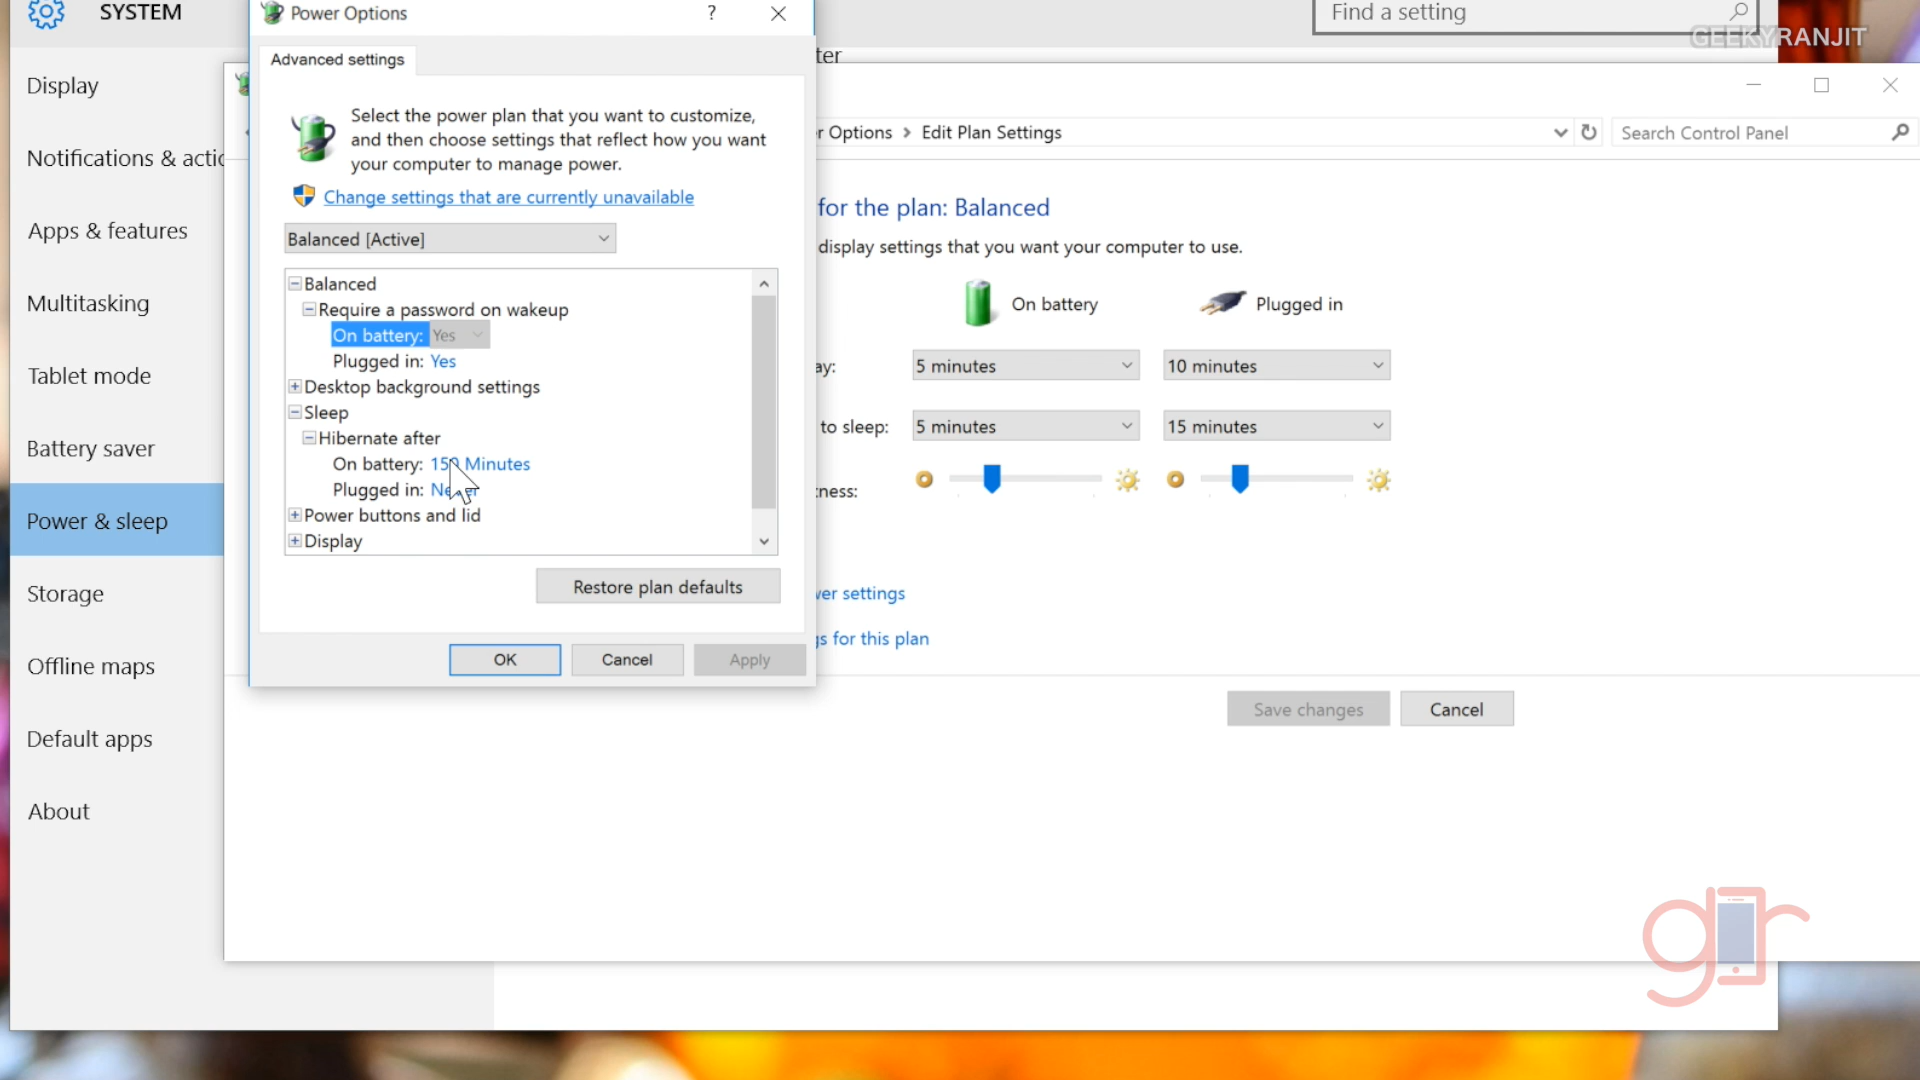 SYSTEM
Display
Notifications & actio
Apps & features
Multitasking
Tablet mode
Battery saver
Power & sleep
Storage
Offline maps
Default apps
About
Power Options
?
Advanced settings
Select the power plan that you want to customize,
and then choose settings that reflect how you want
your computer to manage power.
Change settings that are currently unavailable
Balanced [Active]
Balanced
Require a password on wakeup
On battery: Yes
Plugged in: Yes
Desktop background settings
Sleep
Hibernate after
On battery: Minutes
Plugged in:
Power buttons and lid
Display
Restore plan defaults
OK
Cancel
Apply
Find a setting
GEEKYRANJIT
ter
r Options > Edit Plan Settings
Search Control Panel
for the plan: Balanced
display settings that you want your computer to use.
On battery
Plugged in
ay:
5 minutes
10 minutes
to sleep:
5 minutes
15 minutes
tness:
wer settings
gs for this plan
Save changes
Cancel
gr